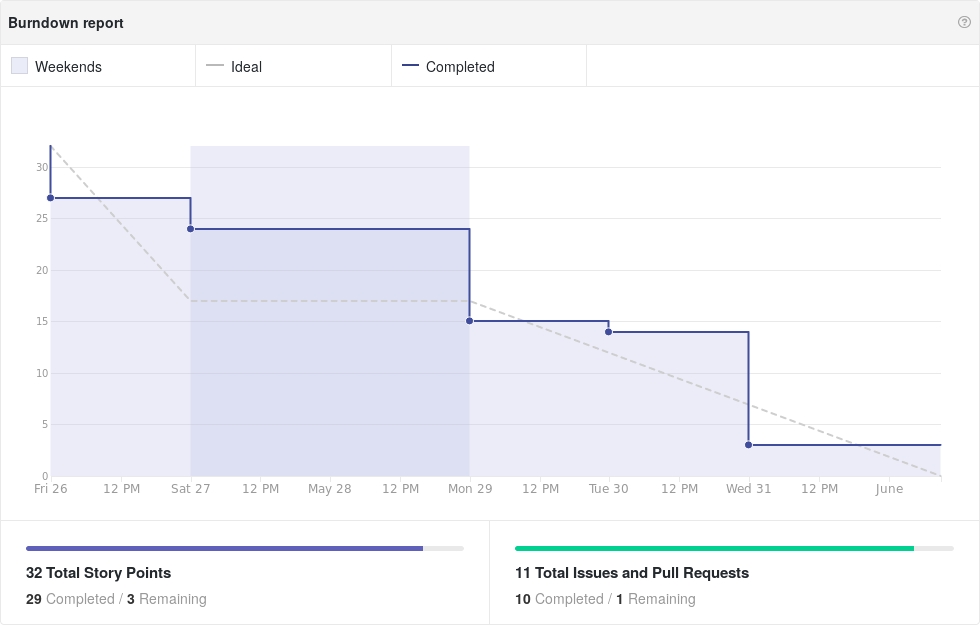 Burndown report
Weekends
Ideal
Completed
30
25
20
15
10
5
0
Fri 26 12 PM Sat 27 12 PM May 28 12 PM Mon 29 12 PM Tue 30 12 PM Wed 31 12 PM June
32 Total Story Points
29 Completed / 3 Remaining
11 Total Issues and Pull Requests
10 Completed / 1 Remaining